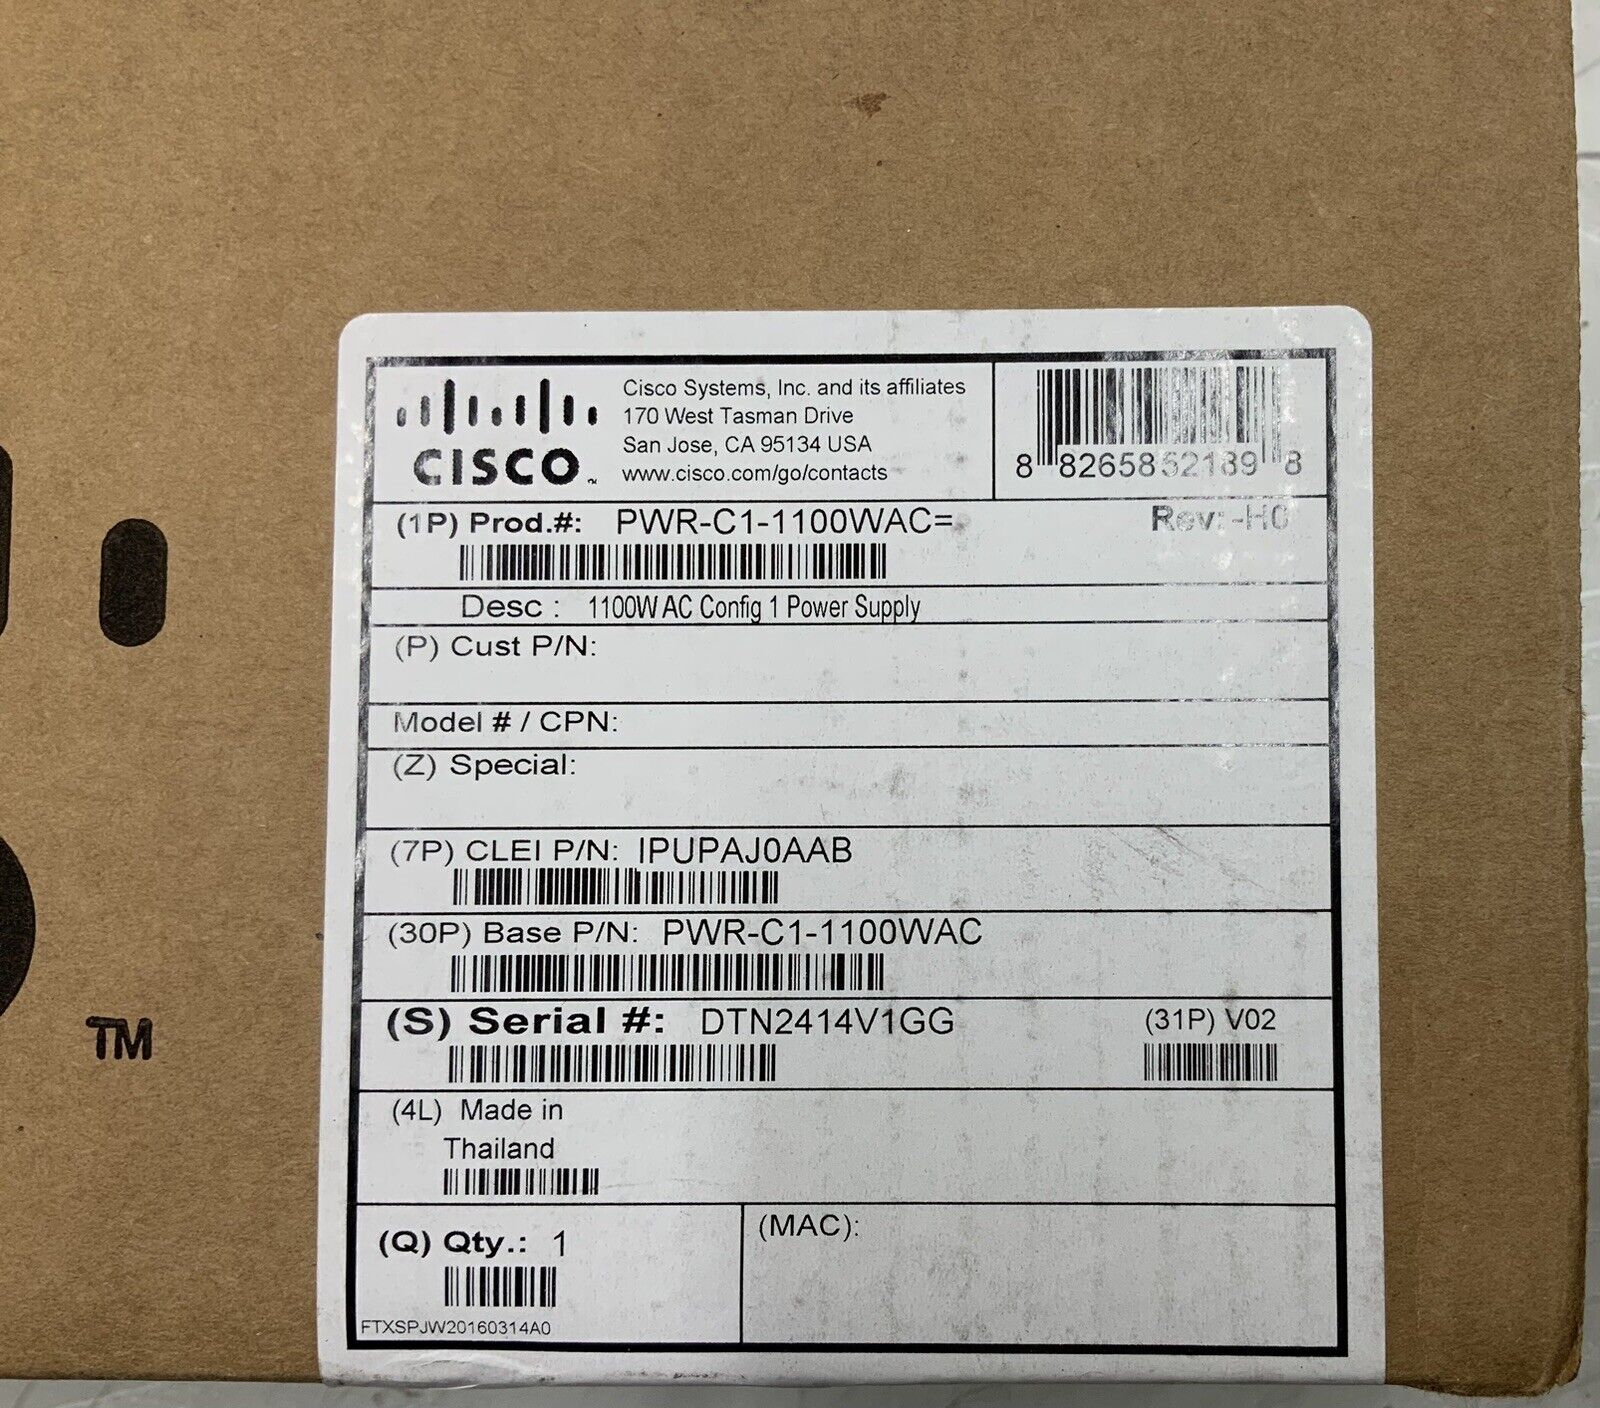 CISCO
Cisco Systems, Inc. and its affiliates
170 West Tasman Drive
San Jose, CA 95134 USA
www.cisco.com/go/contacts
8 82658 52189 8
(1P) Prod.#: PWR-C1-1100WAC=
Rev: -H0
Desc : 1100W AC Config 1 Power Supply
(P) Cust P/N:
Model # / CPN:
(Z) Special:
(7P) CLEI P/N: IPUPAJ0AAB
(30P) Base P/N: PWR-C1-1100WAC
(S) Serial #: DTN2414V1GG
(31P) V02
(4L) Made in
Thailand
(Q) Qty.: 1
(MAC):
FTXSPJW20160314A0
TM